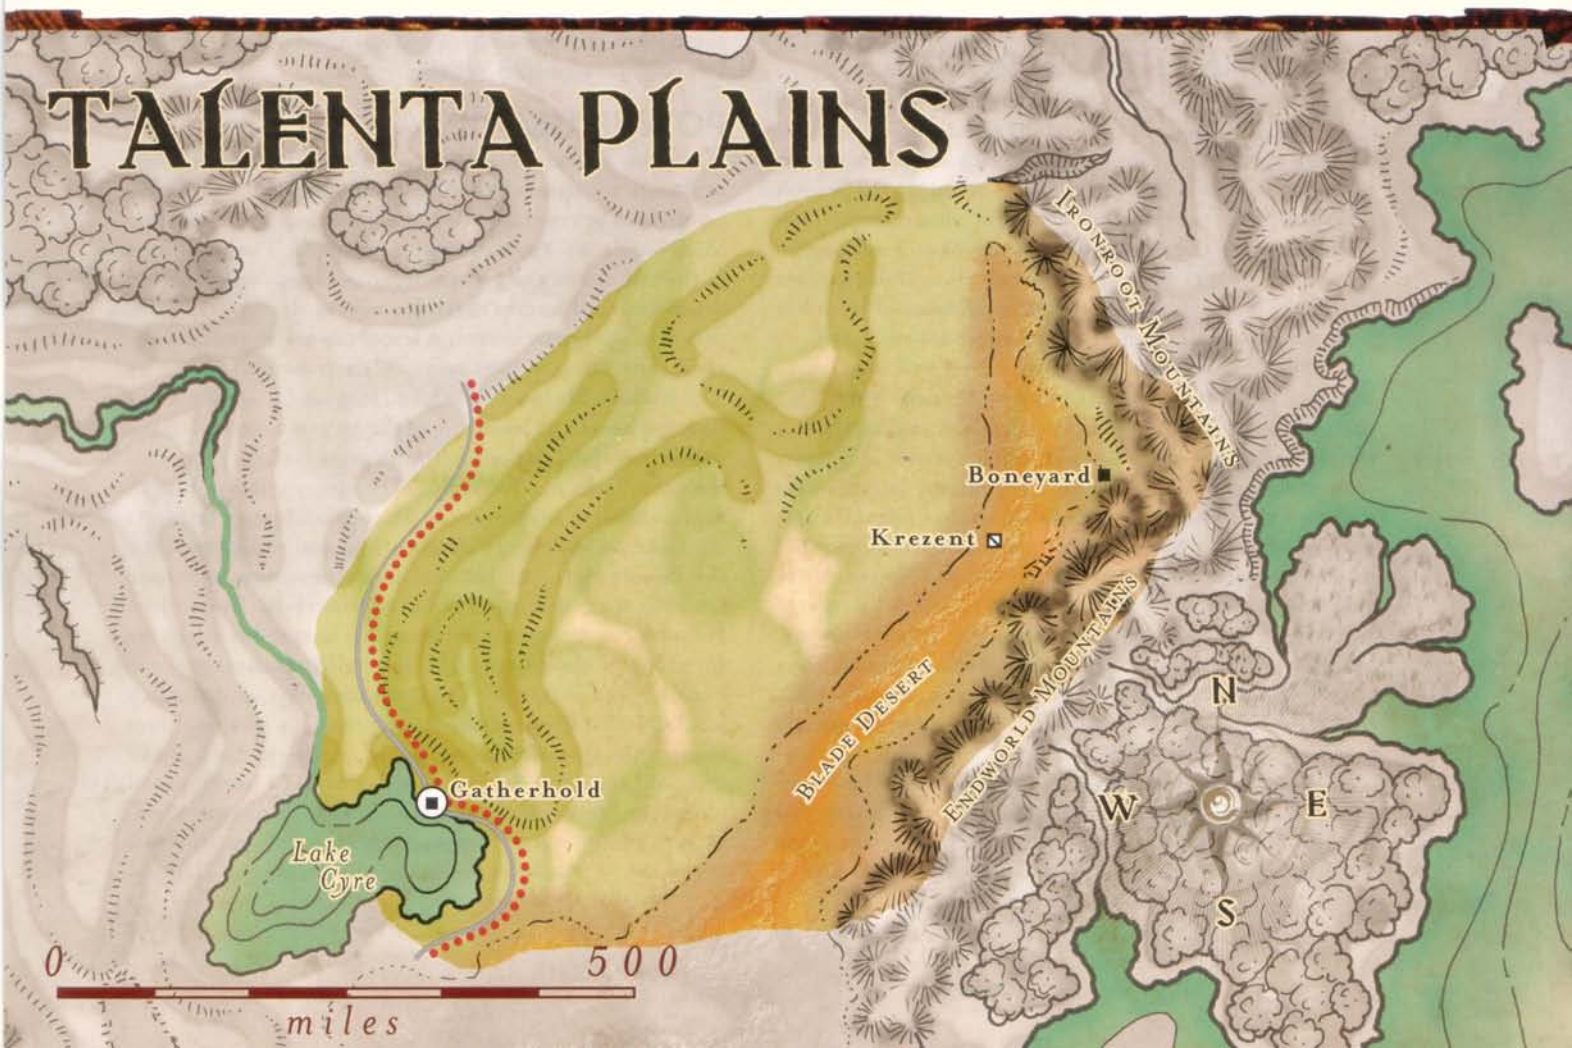 TALENTA PLAINS
IRONROOT MOUNTAINS
Boneyard
Krezent
ENDWORLD MOUNTAINS
BLADE DESERT
N
W
E
S
Gatherhold
Lake
Cyre
0
500
miles